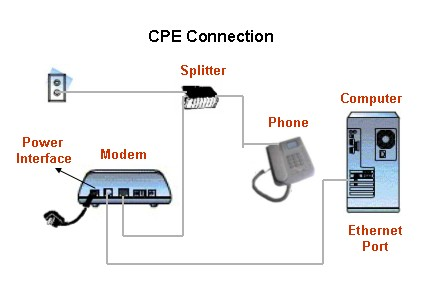 CPE Connection
Splitter
Computer
Phone
Power
Interface
Modem
Ethernet
Port